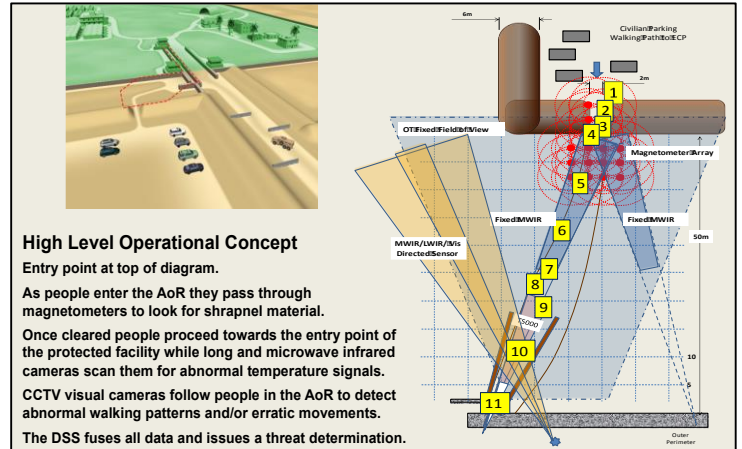 High Level Operational Concept
Entry point at top of diagram.
As people enter the AoR they pass through
magnetometers to look for shrapnel material.
Once cleared people proceed towards the entry point of
the protected facility while long and microwave infrared
cameras scan them for abnormal temperature signals.
CCTV visual cameras follow people in the AoR to detect
abnormal walking patterns and/or erratic movements.
The DSS fuses all data and issues a threat determination.
6m
Civilian Parking
Walking Path to ECP
2m
1
2
3
4
OT Fixed Field of View
Magnetometer Array
5
Fixed MWIR
Fixed MWIR
6
50m
MWIR/LWIR/Vis
Directed Sensor
7
8
9
10
10
5
11
Outer
Perimeter